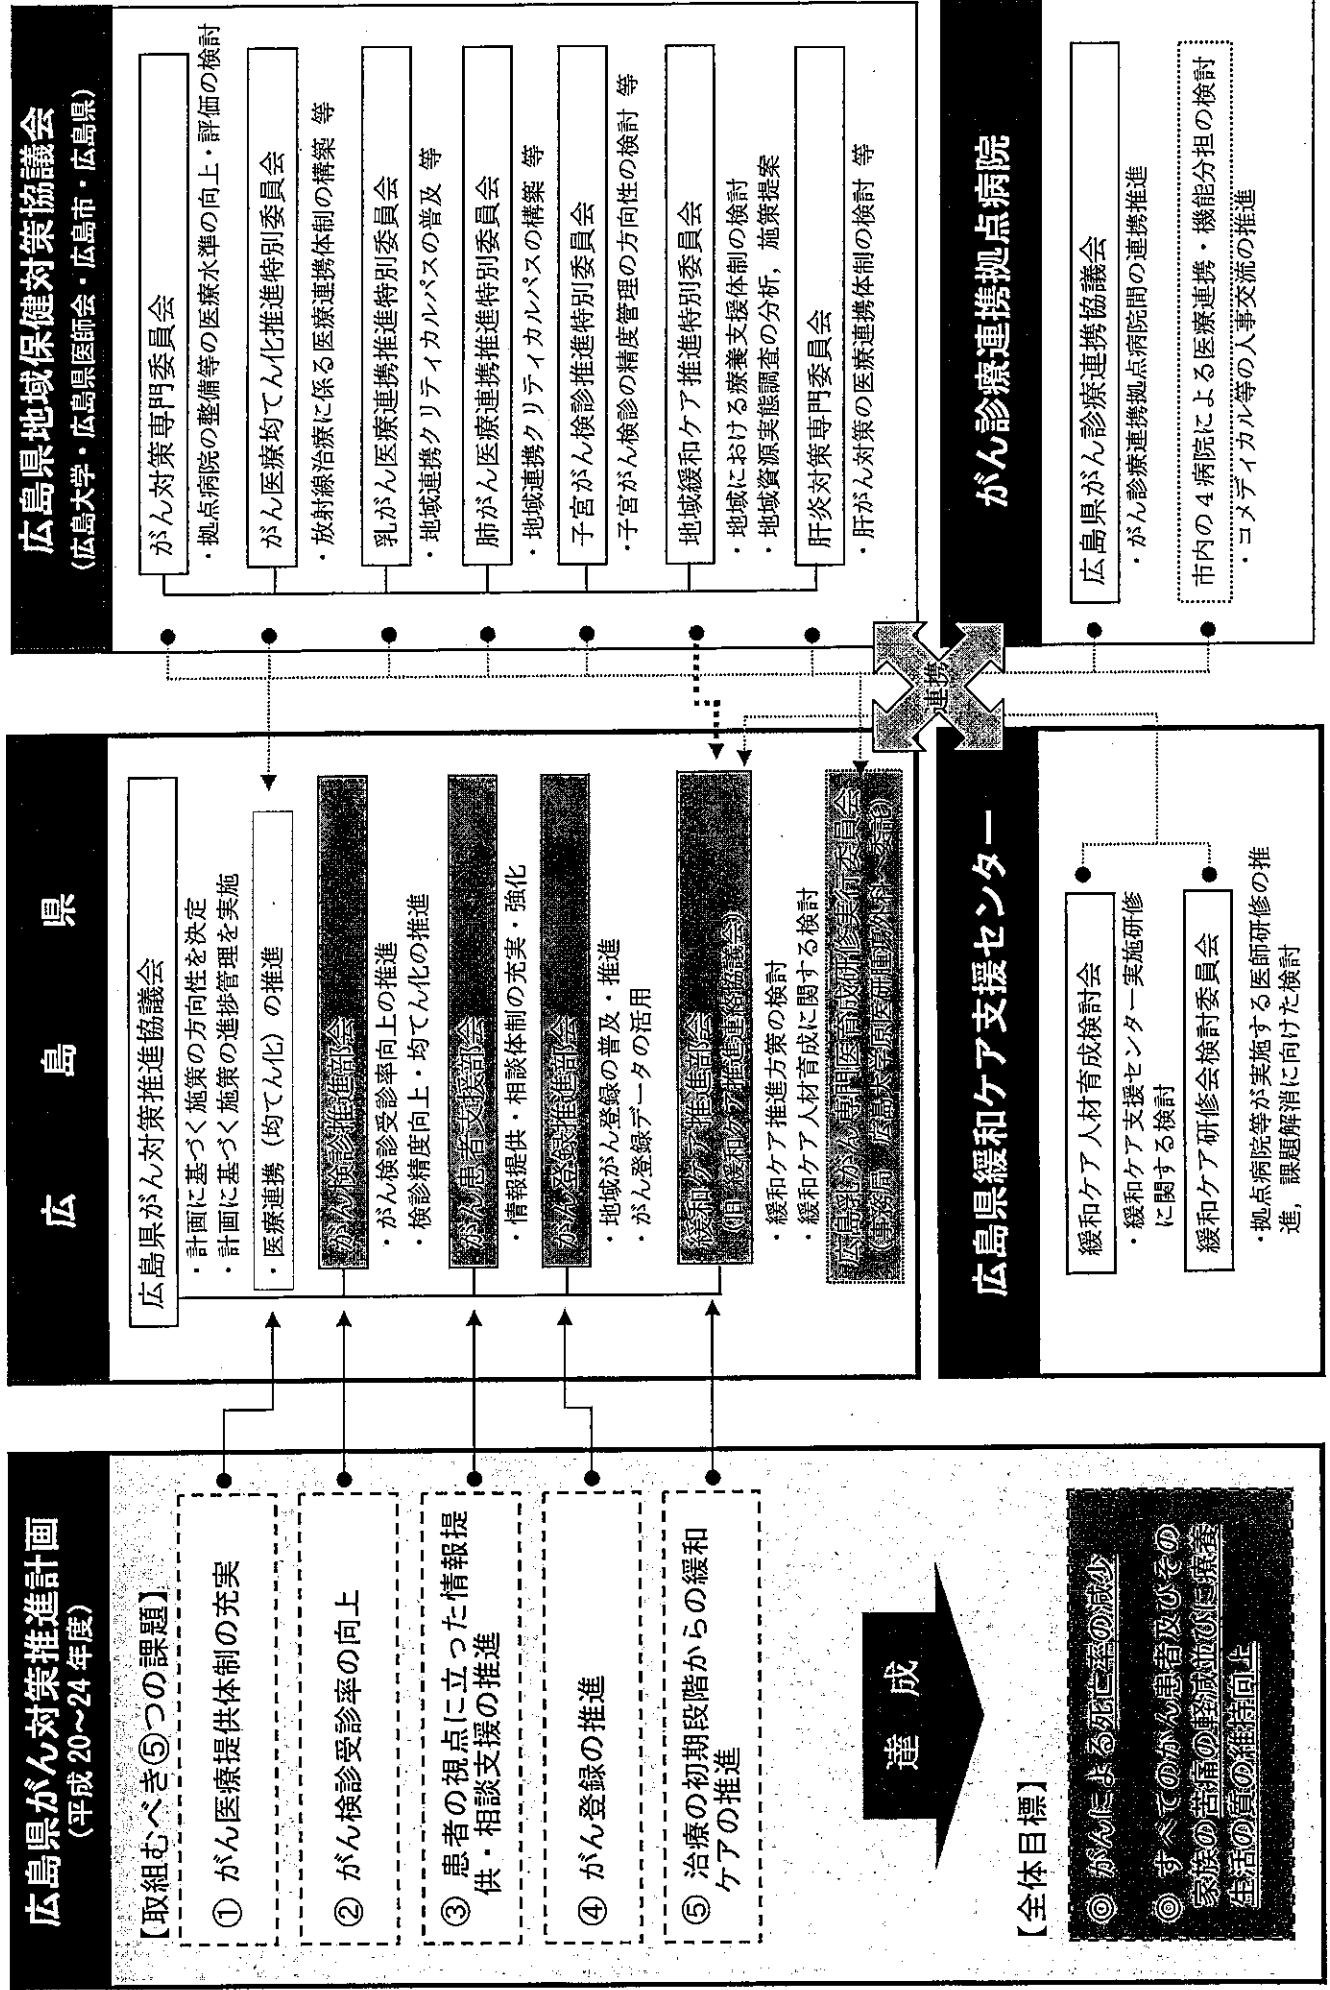 広島県がん対策推進計画
(平成 20~24 年度)
【取組むべき⑤つの課題】
① がん医療提供体制の充実
② がん検診受診率の向上
③ 患者の視点に立った情報提
供・相談支援の推進
④ がん登録の推進
⑤ 治療の初期段階からの緩和
ケアの推進
達 成
【全体目標】
◎ がんによる死亡率の減少
◎ すべてのがん患者及びその
家族の苦痛の軽減並びに療養
生活の質の維持向上
広 島 県
広島県がん対策推進協議会
・計画に基づく施策の方向性を決定
・計画に基づく施策の進捗管理を実施
・医療連携（均てん化）の推進
がん検診推進部会
・がん検診受診率向上の推進
・検診精度向上・均てん化の推進
がん患者支援部会
・情報提供・相談体制の充実・強化
がん登録推進部会
・地域がん登録の普及・推進
・がん登録データの活用
緩和ケア推進部会
(旧 緩和ケア推進連絡協議会)
・緩和ケア推進方策の検討
・緩和ケア人材育成に関する検討
広島乳がん専門医育成研修実行委員会
(事務局 広島大学原医研腫瘍外に委託)
広島県緩和ケア支援センター
緩和ケア人材育成検討会
・緩和ケア支援センター実施研修
に関する検討
緩和ケア研修会検討委員会
・拠点病院等が実施する医師研修の推
進，課題解消に向けた検討
連携
広島県地域保健対策協議会
(広島大学・広島県医師会・広島市・広島県)
がん対策専門委員会
・拠点病院の整備等の医療水準の向上・評価の検討
がん医療均てん化推進特別委員会
・放射線治療に係る医療連携体制の構築 等
乳がん医療連携推進特別委員会
・地域連携クリティカルパスの普及 等
肺がん医療連携推進特別委員会
・地域連携クリティカルパスの構築 等
子宮がん検診推進特別委員会
・子宮がん検診の精度管理の方向性の検討 等
地域緩和ケア推進特別委員会
・地域における療養支援体制の検討
・地域資源実態調査の分析，施策提案
肝炎対策専門委員会
・肝がん対策の医療連携体制の検討 等
がん診療連携拠点病院
広島県がん診療連携協議会
・がん診療連携拠点病院間の連携推進
市内の４病院による医療連携・機能分担の検討
・コメディカル等の人事交流の推進